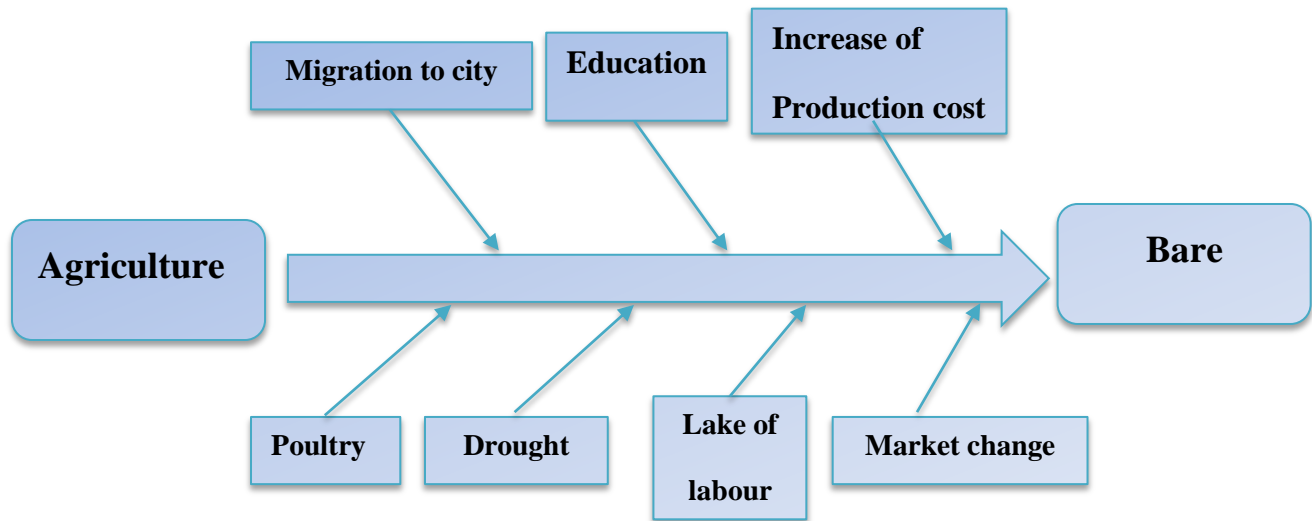 Migration to city
Education
Increase of
Production cost
Agriculture
Bare
Poultry
Drought
Lake of
labour
Market change